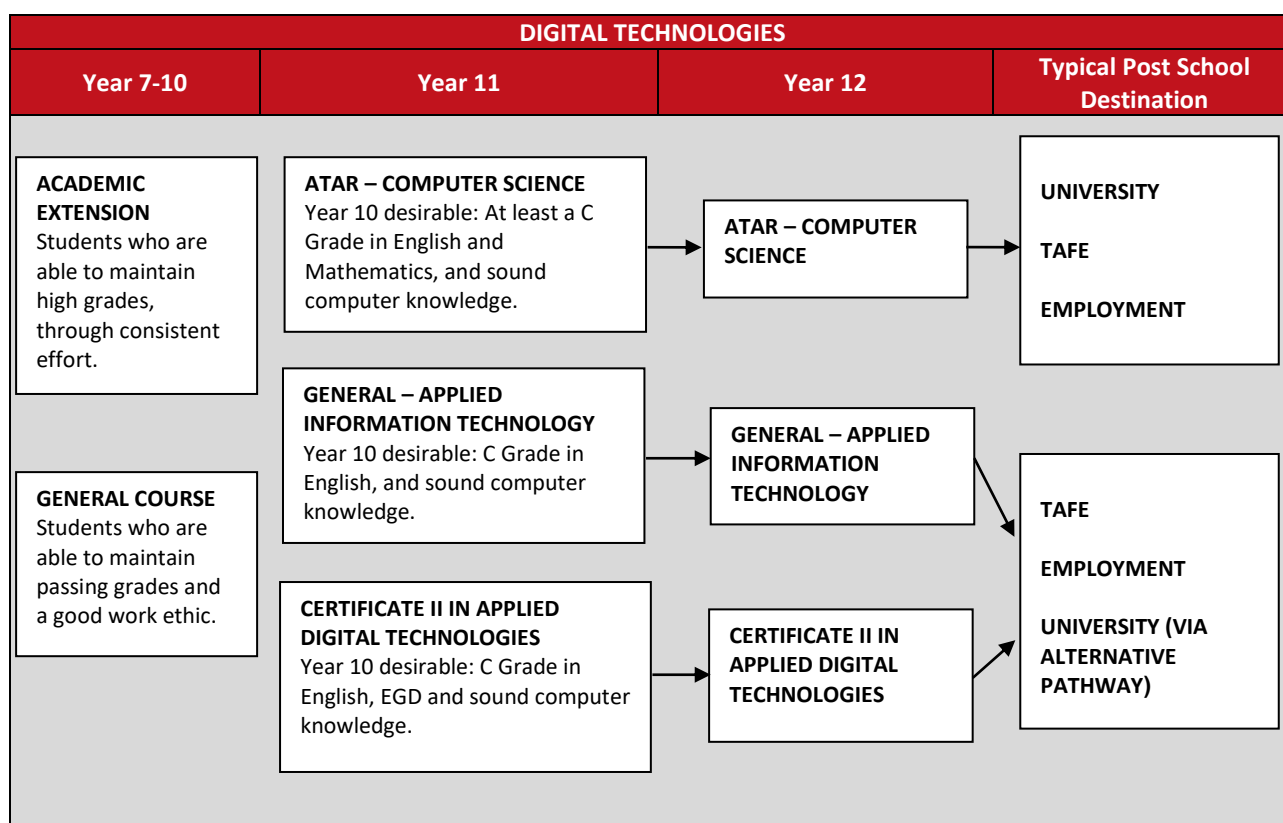 DIGITAL TECHNOLOGIES
Year 7-10
Year 11
Year 12
Typical Post School
Destination
ACADEMIC
EXTENSION
Students who are
able to maintain
high grades,
through consistent
effort.
GENERAL COURSE
Students who are
able to maintain
passing grades and
a good work ethic.
ATAR – COMPUTER SCIENCE
Year 10 desirable: At least a C
Grade in English and
Mathematics, and sound
computer knowledge.
GENERAL – APPLIED
INFORMATION TECHNOLOGY
Year 10 desirable: C Grade in
English, and sound computer
knowledge.
CERTIFICATE II IN APPLIED
DIGITAL TECHNOLOGIES
Year 10 desirable: C Grade in
English, EGD and sound computer
knowledge.
ATAR – COMPUTER
SCIENCE
GENERAL – APPLIED
INFORMATION
TECHNOLOGY
CERTIFICATE II IN
APPLIED DIGITAL
TECHNOLOGIES
UNIVERSITY
TAFE
EMPLOYMENT
TAFE
EMPLOYMENT
UNIVERSITY (VIA
ALTERNATIVE
PATHWAY)